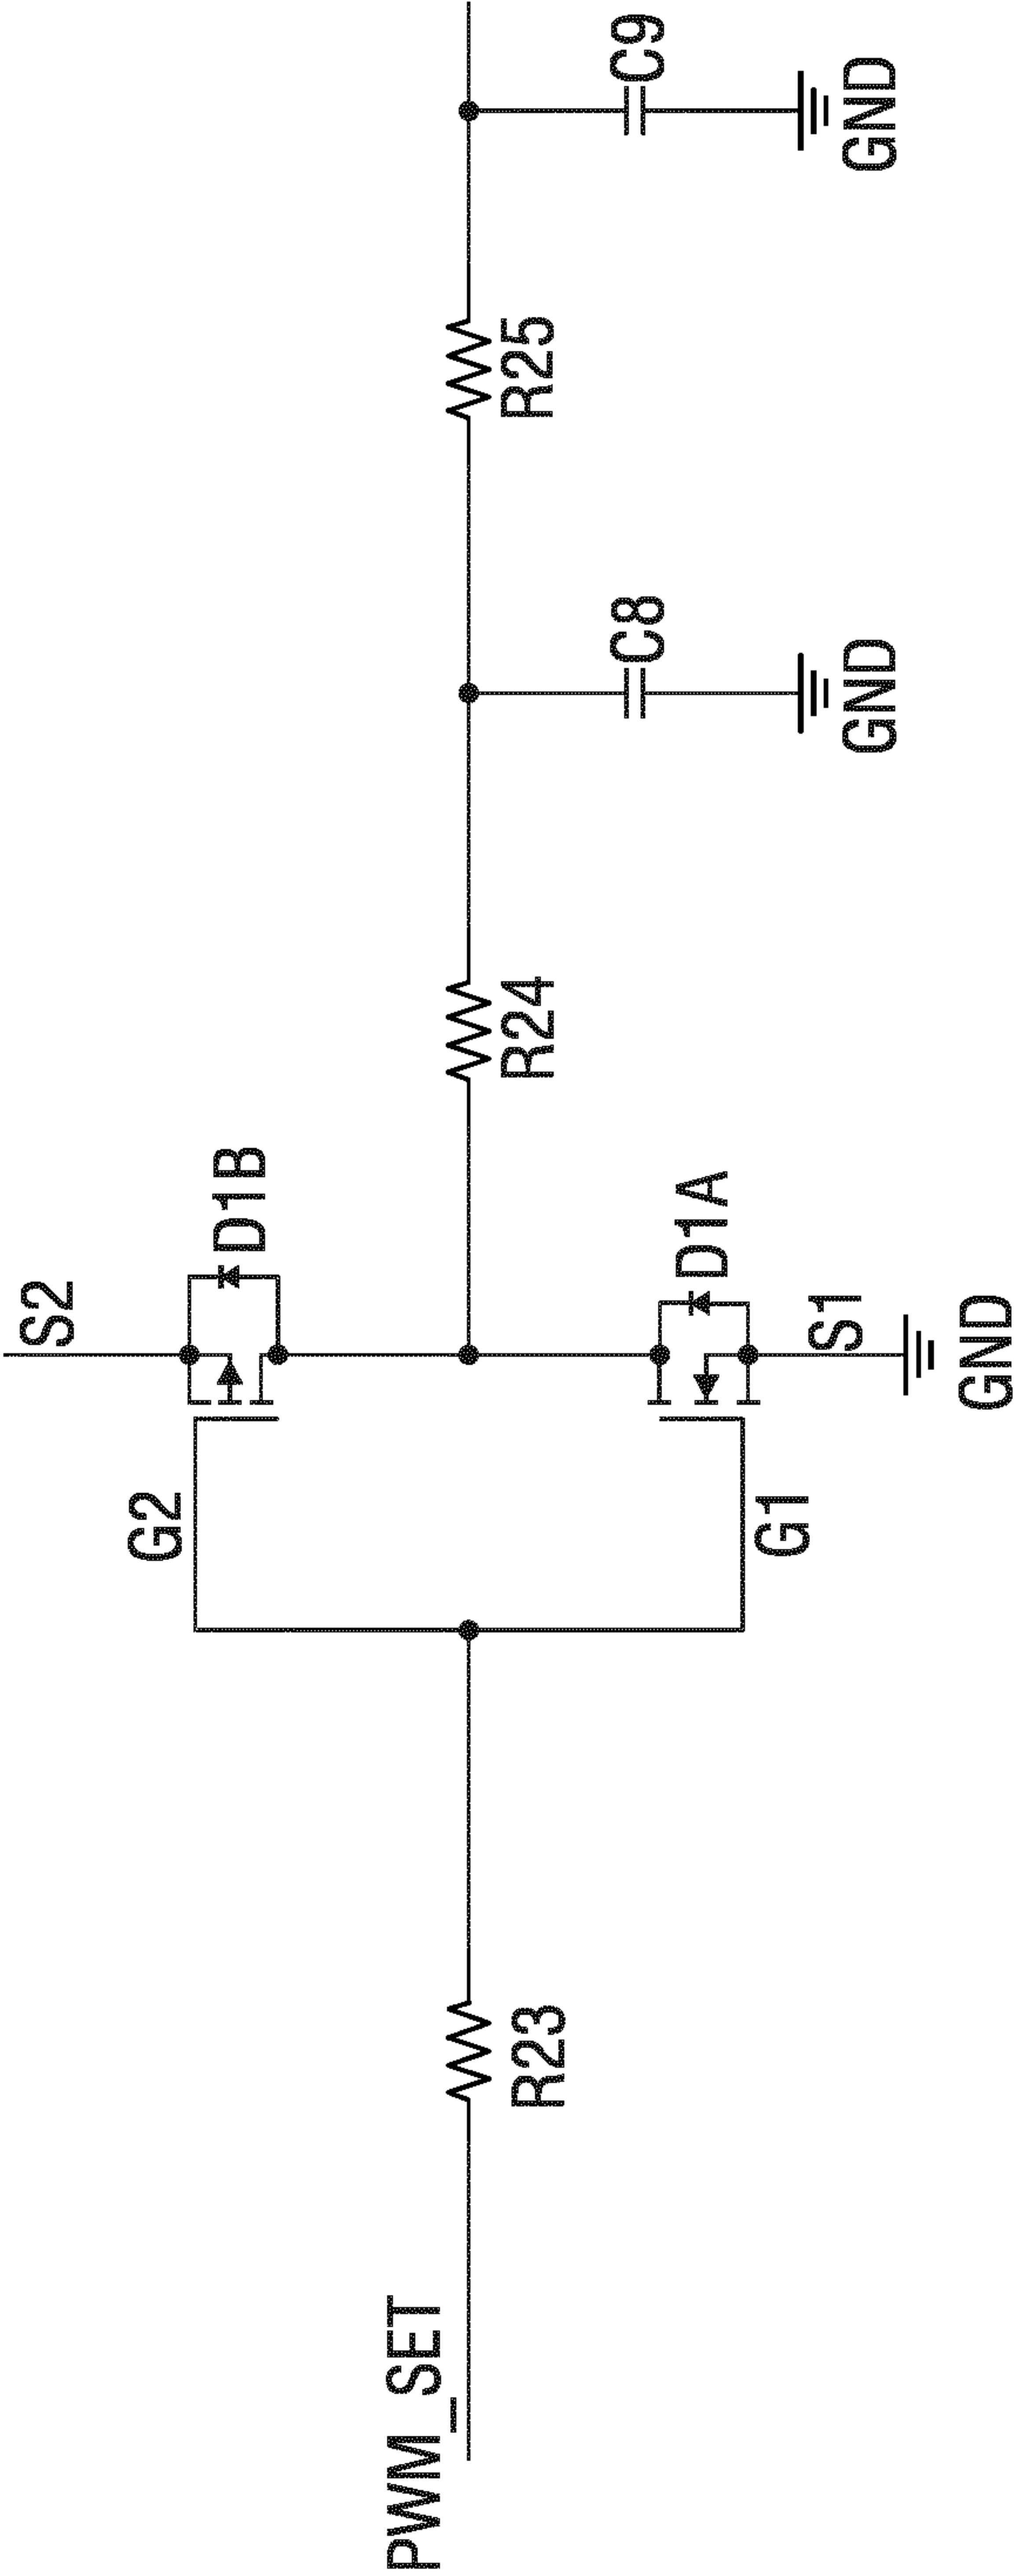 S2
G2
D1B
PWM_SET
R23
R24
R25
C8
C9
D1A
G1
S1
GND
GND
GND